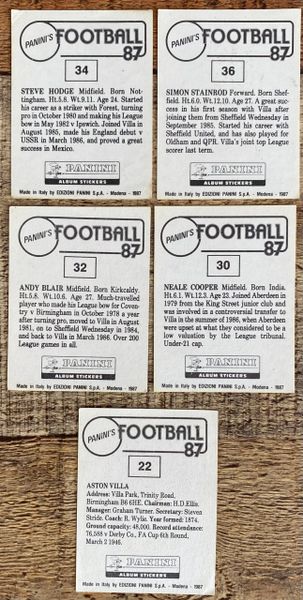 PANINI'S FOOTBALL 87
34
STEVE HODGE Midfield. Born Not-
tingham. Ht.5.8. Wt.9.11. Age 24. Started
his career as a striker with Forest, turning
pro in October 1980 and making his league
bow in May 1982 v Ipswich. Joined Villa in
August 1985, made his England debut v
USSR in March 1986, and proved a great
success in Mexico.
PANINI
ALBUM STICKERS
Made in Italy by EDIZIONI PANINI S.p.A. - Modena - 1987
PANINI'S FOOTBALL 87
36
SIMON STAINROD Forward. Born Shef-
field. Ht.6.0. Wt.12.10. Age 27. A great suc-
cess in his first season with Villa after
joining them from Sheffield Wednesday in
September 1985. Started his career with
Sheffield United, and has also played for
Oldham and QPR. Villa's joint top League
scorer last term.
PANINI
ALBUM STICKERS
Made in Italy by EDIZIONI PANINI S.p.A. - Modena - 1987
PANINI'S FOOTBALL 87
32
ANDY BLAIR Midfield. Born Kirkcaldy.
Ht.5.8. Wt.10.6. Age 27. Much-travelled
player who made his league bow for Coven-
try v Birmingham in October 1978 a year
after turning pro, moved to Villa in August
1981, on to Sheffield Wednesday in 1984,
and back to Villa in March 1986. Over 200
League games in all.
PANINI
ALBUM STICKERS
Made in Italy by EDIZIONI PANINI S.p.A. - Modena - 1987
PANINI'S FOOTBALL 87
30
NEALE COOPER Midfield. Born India.
Ht.6.1. Wt.12.3. Age 23. Joined Aberdeen in
1979 from the King Street junior club and
was involved in a controversial transfer to
Villa in the summer of 1986, when Aberdeen
were upset at what they considered to be a
low valuation by the League tribunal.
Under-21 cap.
PANINI
ALBUM STICKERS
Made in Italy by EDIZIONI PANINI S.p.A. - Modena - 1987
PANINI'S FOOTBALL 87
22
ASTON VILLA
Address: Villa Park, Trinity Road,
Birmingham B6 6HE. Chairman: H.D.Ellis.
Manager: Graham Turner. Secretary: Steven
Stride. Coach: R. Wylie. Year formed: 1874.
Ground capacity: 48,000. Record attendance:
76,588 v Derby Co., FA Cup 6th Round,
March 2 1946.
PANINI
ALBUM STICKERS
Made in Italy by EDIZIONI PANINI S.p.A. - Modena - 1987